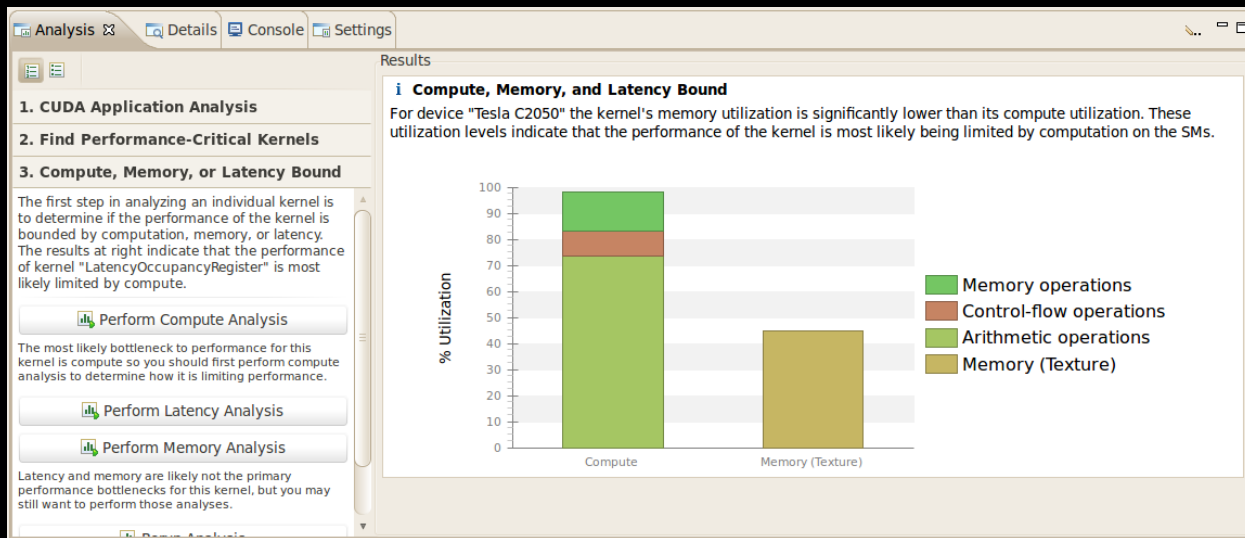 Analysis
Details
Console
Settings
Results
1. CUDA Application Analysis
2. Find Performance-Critical Kernels
3. Compute, Memory, or Latency Bound
The first step in analyzing an individual kernel is
to determine if the performance of the kernel is
bounded by computation, memory, or latency.
The results at right indicate that the performance
of kernel "LatencyOccupancyRegister" is most
likely limited by compute.
Perform Compute Analysis
The most likely bottleneck to performance for this
kernel is compute so you should first perform compute
analysis to determine how it is limiting performance.
Perform Latency Analysis
Perform Memory Analysis
Latency and memory are likely not the primary
performance bottlenecks for this kernel, but you may
still want to perform those analyses.
Rerun Analysis
i Compute, Memory, and Latency Bound
For device "Tesla C2050" the kernel's memory utilization is significantly lower than its compute utilization. These
utilization levels indicate that the performance of the kernel is most likely being limited by computation on the SMs.
% Utilization
100
90
80
70
60
50
40
30
20
10
0
Compute
Memory (Texture)
Memory operations
Control-flow operations
Arithmetic operations
Memory (Texture)